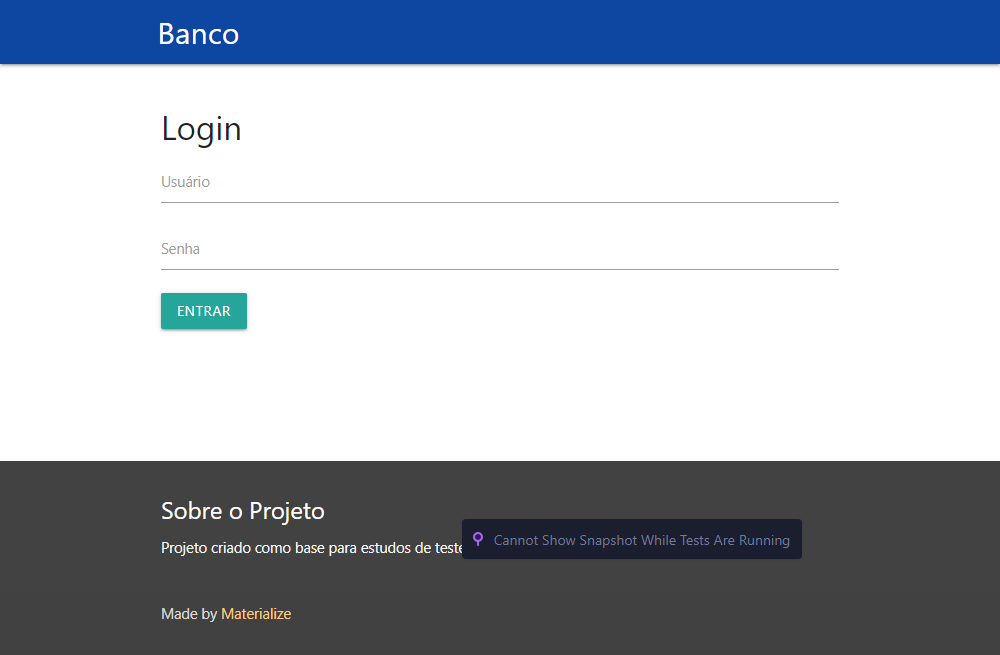 Banco
Login
Usuário
Senha
ENTRAR
Sobre o Projeto
Projeto criado como base para estudos de teste
Cannot Show Snapshot While Tests Are Running
Made by Materialize